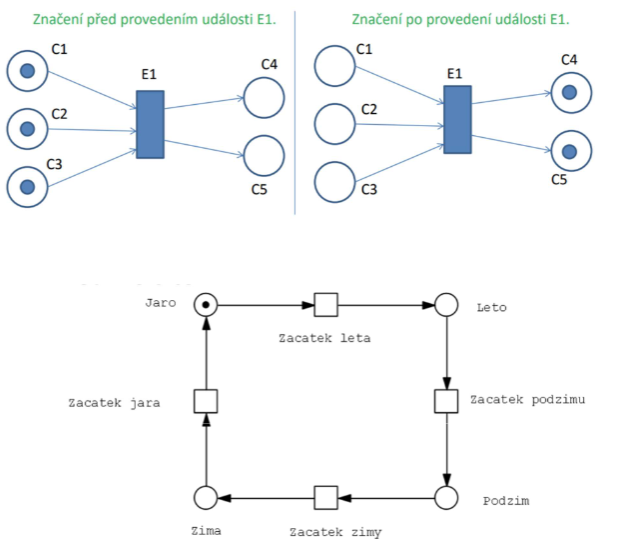 Značení před provedením události E1.
Značení po provedení události E1.
C1
E1
C4
C2
C3
C5
C1
E1
C4
C2
C3
C5
Jaro
Leto
Zacatek leta
Zacatek jara
Zacatek podzimu
Podzim
Zima
Zacatek zimy